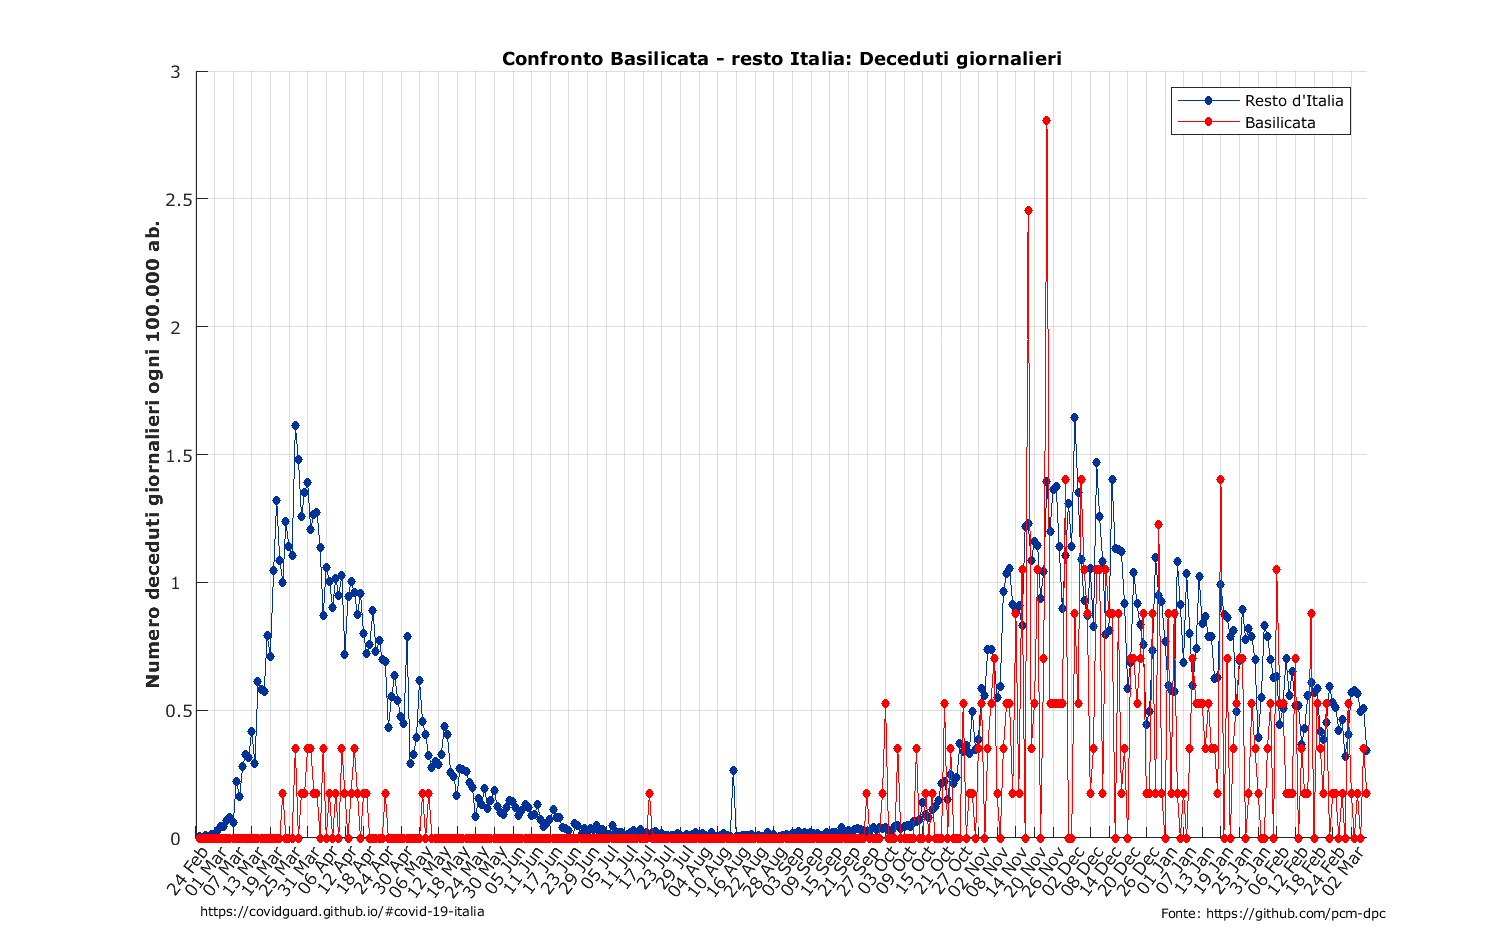 Confronto Basilicata - resto Italia: Deceduti giornalieri
Resto d'Italia
Basilicata
Numero deceduti giornalieri ogni 100.000 ab.
3
2.5
2
1.5
1
0.5
0
24 Feb
01 Mar
07 Mar
13 Mar
19 Mar
25 Mar
31 Mar
06 Apr
12 Apr
18 Apr
24 Apr
30 Apr
06 May
12 May
18 May
24 May
30 May
05 Jun
11 Jun
17 Jun
23 Jun
29 Jun
05 Jul
11 Jul
17 Jul
23 Jul
29 Jul
04 Aug
10 Aug
16 Aug
22 Aug
28 Aug
03 Sep
09 Sep
15 Sep
21 Sep
27 Sep
03 Oct
09 Oct
15 Oct
21 Oct
27 Oct
02 Nov
08 Nov
14 Nov
20 Nov
26 Nov
02 Dec
08 Dec
14 Dec
20 Dec
26 Dec
01 Jan
07 Jan
13 Jan
19 Jan
25 Jan
31 Jan
06 Feb
12 Feb
18 Feb
24 Feb
02 Mar
https://covidguard.github.io/#covid-19-italia
Fonte: https://github.com/pcm-dpc